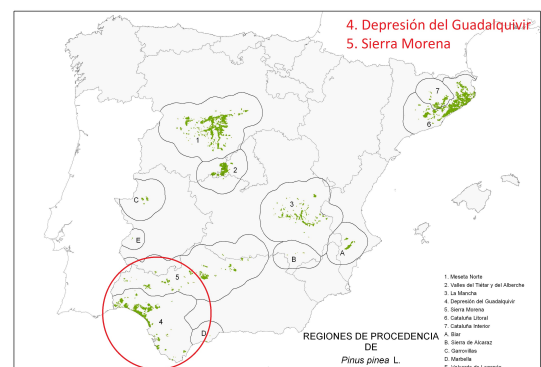 4. Depresión del Guadalquivir
5. Sierra Morena
7
6
1
2
3
C
E
A
B
5
4
D
1. Meseta Norte
2. Valles del Tiétar y del Alberche
3. La Mancha
4. Depresión del Guadalquivir
5. Sierra Morena
6. Cataluña Litoral
7. Cataluña Interior
A. Biar
B. Sierra de Alcaraz
C. Garrovillas
D. Marbella
REGIONES DE PROCEDENCIA
DE
Pinus pinea L.